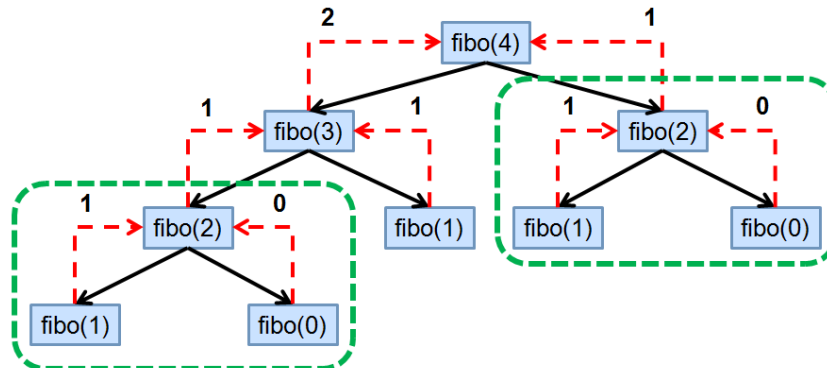 2 1
fibo(4)
1 1 1 0
fibo(3) fibo(2)
1 0
fibo(2) fibo(1) fibo(1) fibo(0)
fibo(1) fibo(0)